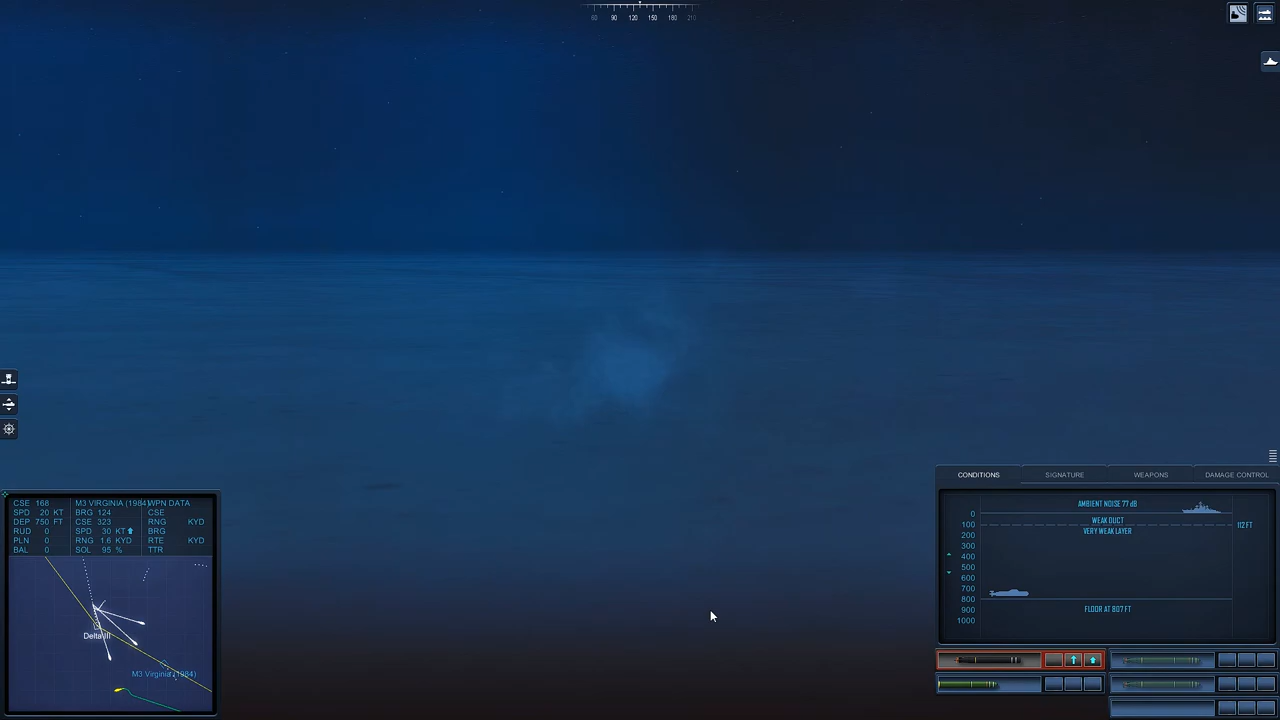 60 90 120 150 180 210
CSE 168
SPD 20 KT
DEP 750 FT
RUD 0
PLN 0
BAL 0
M3 VIRGINIA (1984)
BRG 124
CSE 323
SPD 30 KT
RNG 1.6 KYD
SOL 95 %
WPN DATA
CSE
RNG KYD
BRG
RTE KYD
TTR
Delta III
M3 Virginia (1984)
CONDITIONS SIGNATURE WEAPONS DAMAGE CONTROL
AMBIENT NOISE 77 dB
WEAK DUCT
VERY WEAK LAYER
112 FT
FLOOR AT 807 FT
0
100
200
300
400
500
600
700
800
900
1000